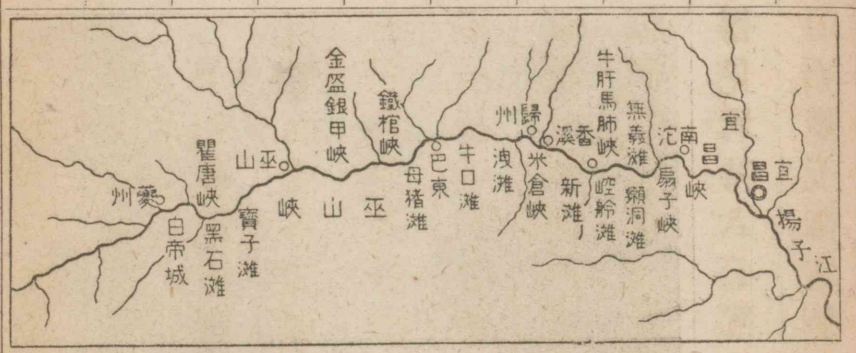 揚子江
宜昌
宜昌峽
南沱
扇子峽
無義灘
獺洞灘
牛肝馬肺峽
崆舲灘
新灘
香溪
米倉峽
歸州
洩灘
牛口灘
巴東
母猪灘
鐵棺峽
金盔銀甲峽
巫山峽
巫山
寶子灘
黑石灘
瞿唐峽
白帝城
夔州